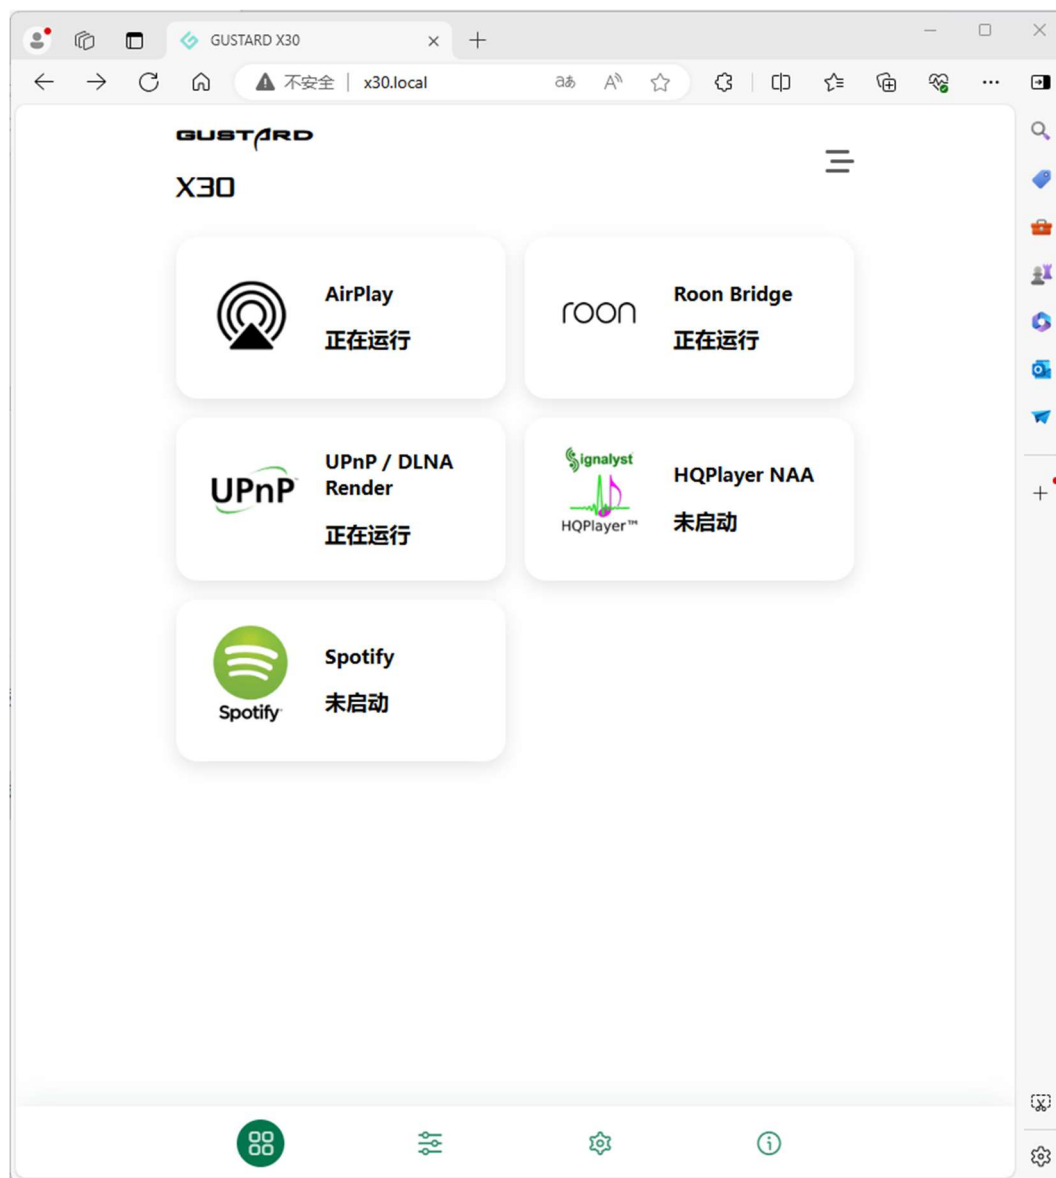 GUSTARD X30
不安全
x30.local
GUSTARD
X30
AirPlay
正在运行
roon
Roon Bridge
正在运行
UPnP
UPnP / DLNA
Render
正在运行
Signalyst
HQPlayer™
HQPlayer NAA
未启动
Spotify
Spotify
未启动